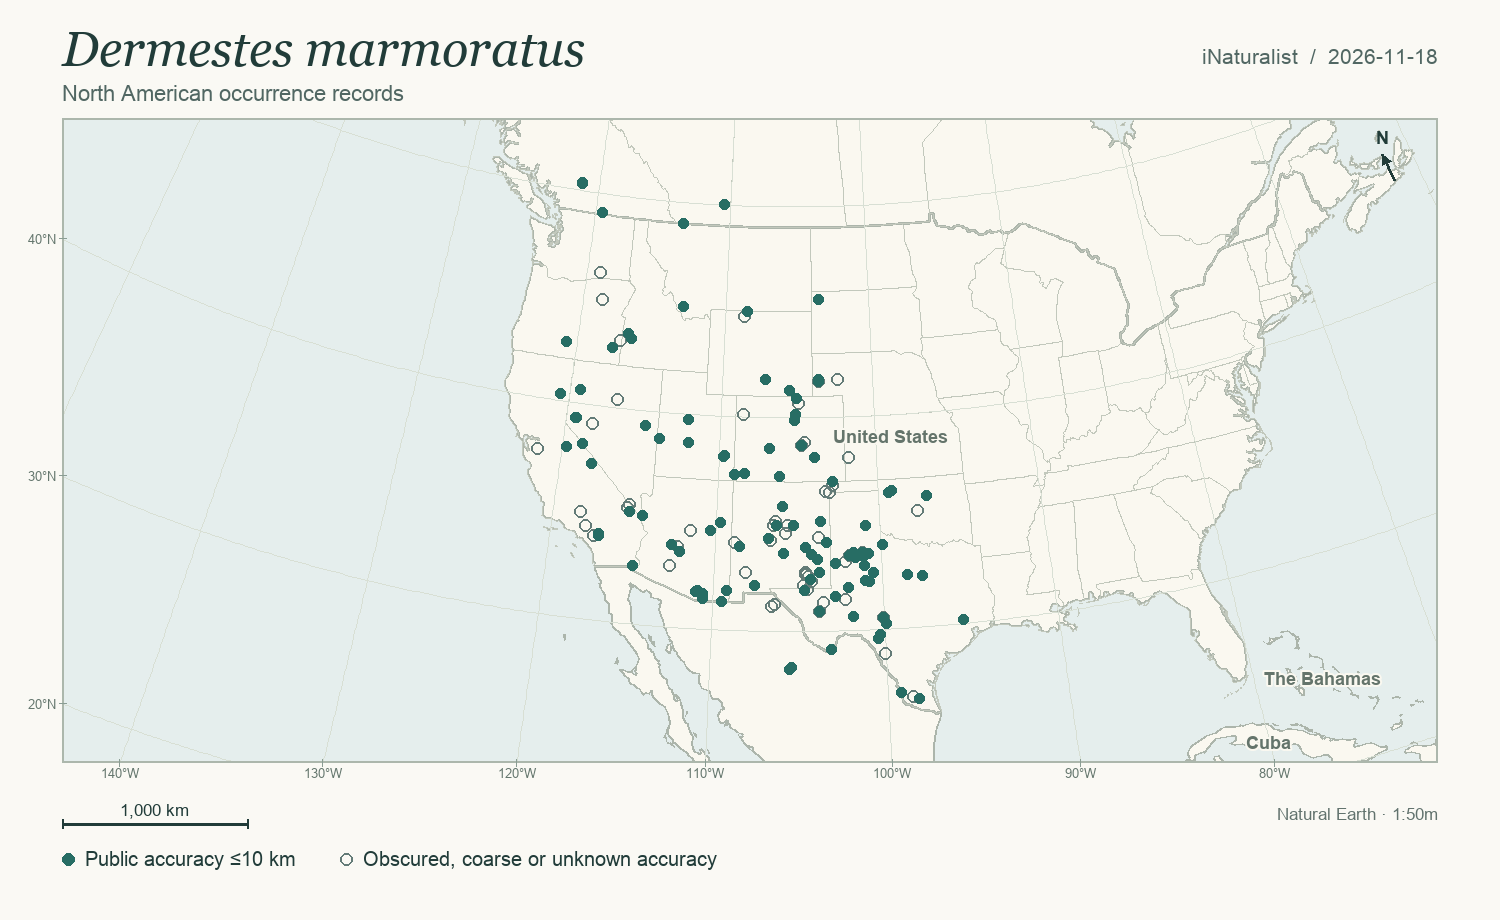 Dermestes marmoratus
iNaturalist / 2026-11-18
North American occurrence records
N
40°N
United States
30°N
The Bahamas
20°N
Cuba
140°W 130°W 120°W 110°W 100°W 90°W 80°W
1,000 km
Natural Earth · 1:50m
Public accuracy ≤10 km
Obscured, coarse or unknown accuracy